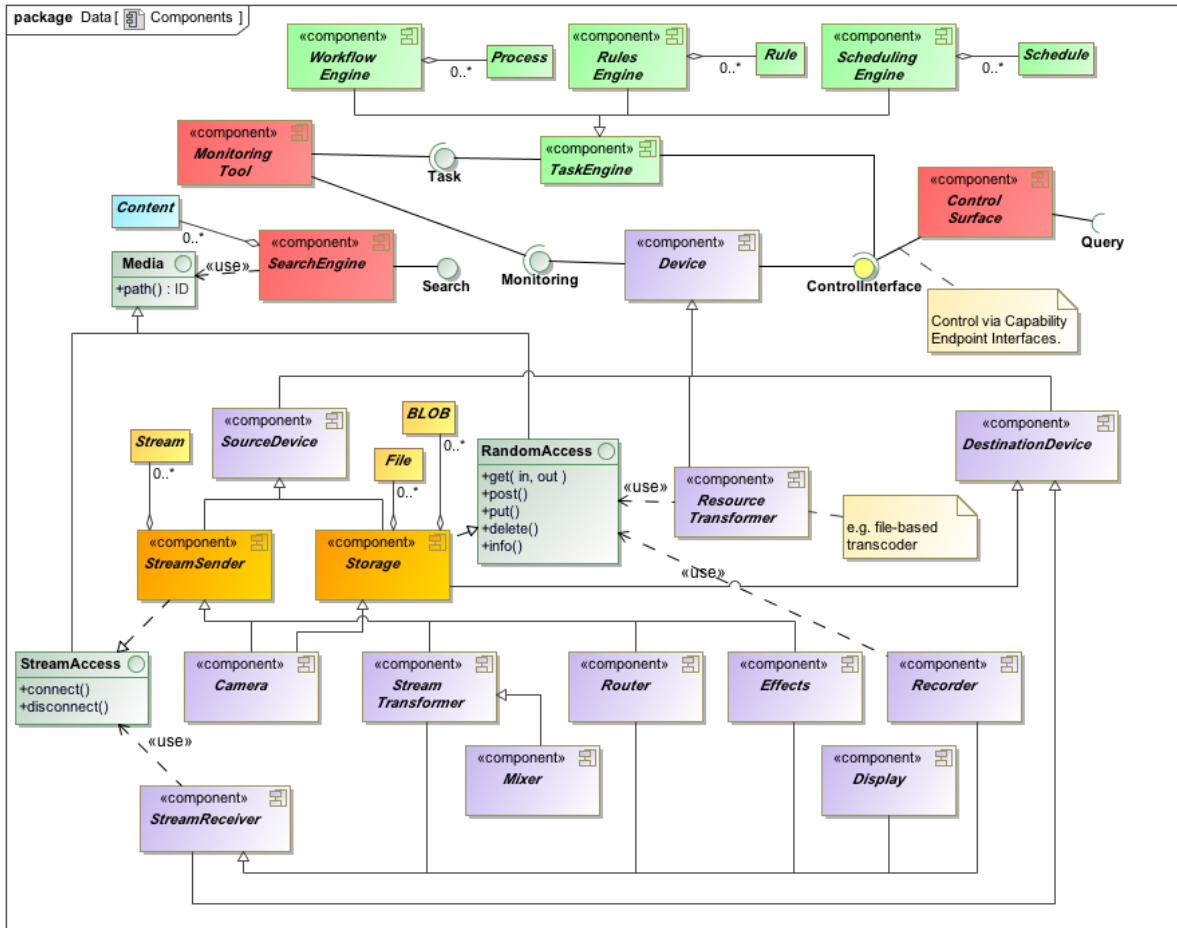 package Data [ Components ]
«component»
Workflow
Engine
0..*
Process
«component»
Rules
Engine
0..*
Rule
«component»
Scheduling
Engine
0..*
Schedule
«component»
Monitoring
Tool
Task
«component»
TaskEngine
«component»
Control
Surface
Query
Content
0..*
«component»
SearchEngine
Search
«use»
Media
+path() : ID
Monitoring
«component»
Device
ControlInterface
Control via Capability
Endpoint Interfaces.
«component»
SourceDevice
BLOB
0..*
Stream
0..*
File
0..*
RandomAccess
+get( in, out )
+post()
+put()
+delete()
+info()
«use»
«component»
Resource
Transformer
e.g. file-based
transcoder
«component»
DestinationDevice
«component»
StreamSender
«component»
Storage
«use»
StreamAccess
+connect()
+disconnect()
«use»
«component»
Camera
«component»
Stream
Transformer
«component»
Router
«component»
Effects
«component»
Recorder
«component»
Mixer
«component»
Display
«component»
StreamReceiver